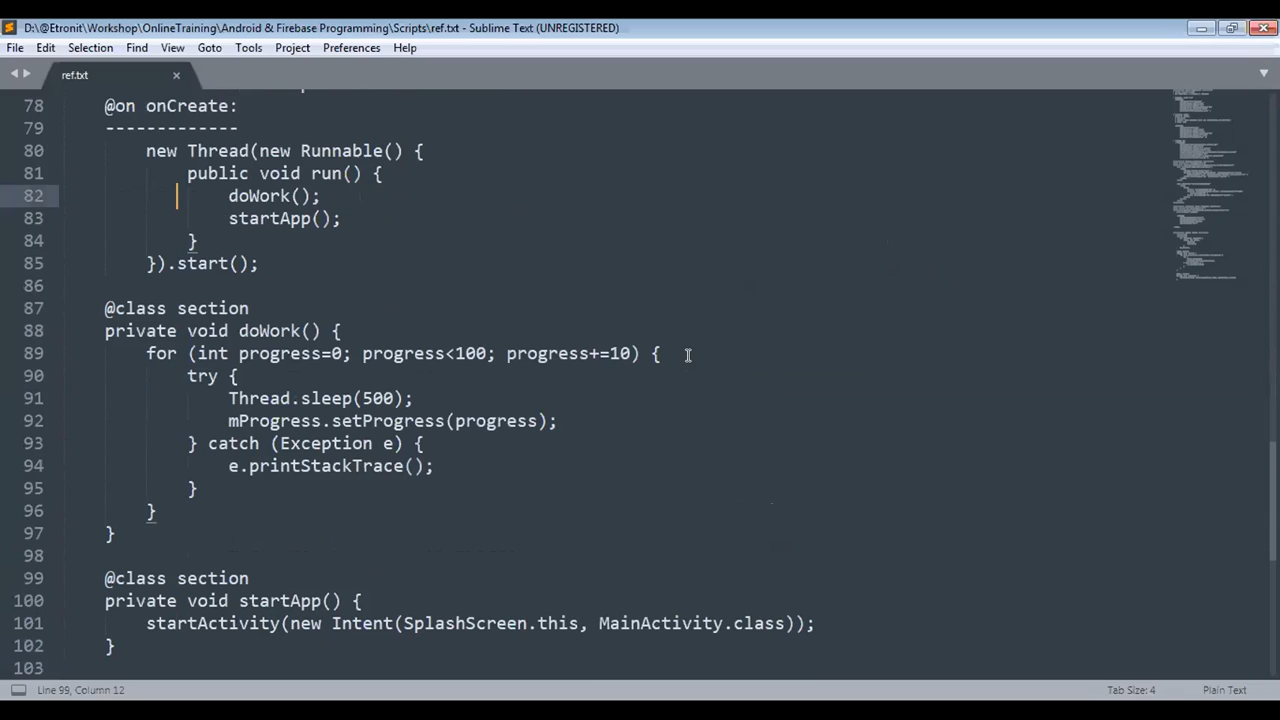 D:\@Etronit\Workshop\OnlineTraining\Android & Firebase Programming\Scripts\ref.txt - Sublime Text (UNREGISTERED)
File Edit Selection Find View Goto Tools Project Preferences Help
ref.txt
78 @on onCreate:
79 -------------
80 new Thread(new Runnable() {
81 public void run() {
82 doWork();
83 startApp();
84 }
85 }).start();
86
87 @class section
88 private void doWork() {
89 for (int progress=0; progress<100; progress+=10) {
90 try {
91 Thread.sleep(500);
92 mProgress.setProgress(progress);
93 } catch (Exception e) {
94 e.printStackTrace();
95 }
96 }
97 }
98
99 @class section
100 private void startApp() {
101 startActivity(new Intent(SplashScreen.this, MainActivity.class));
102 }
103
Line 99, Column 12 Tab Size: 4 Plain Text